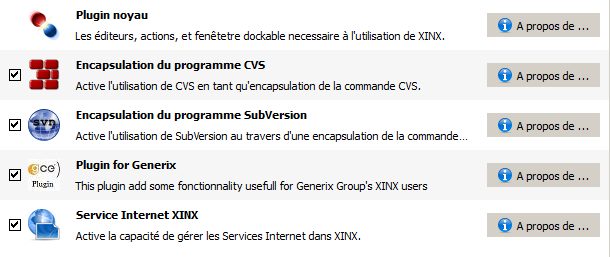 Plugin noyau
Les éditeurs, actions, et fenêtetre dockable necessaire à l'utilisation de XINX.
A propos de ...
Encapsulation du programme CVS
Active l'utilisation de CVS en tant qu'encapsulation de la commande CVS.
A propos de ...
svn
Encapsulation du programme SubVersion
Active l'utilisation de SubVersion au travers d'une encapsulation de la commande...
A propos de ...
gce
Plugin
Plugin for Generix
This plugin add some fonctionnality usefull for Generix Group's XINX users
A propos de ...
Service Internet XINX
Active la capacité de gérer les Services Internet dans XINX.
A propos de ...